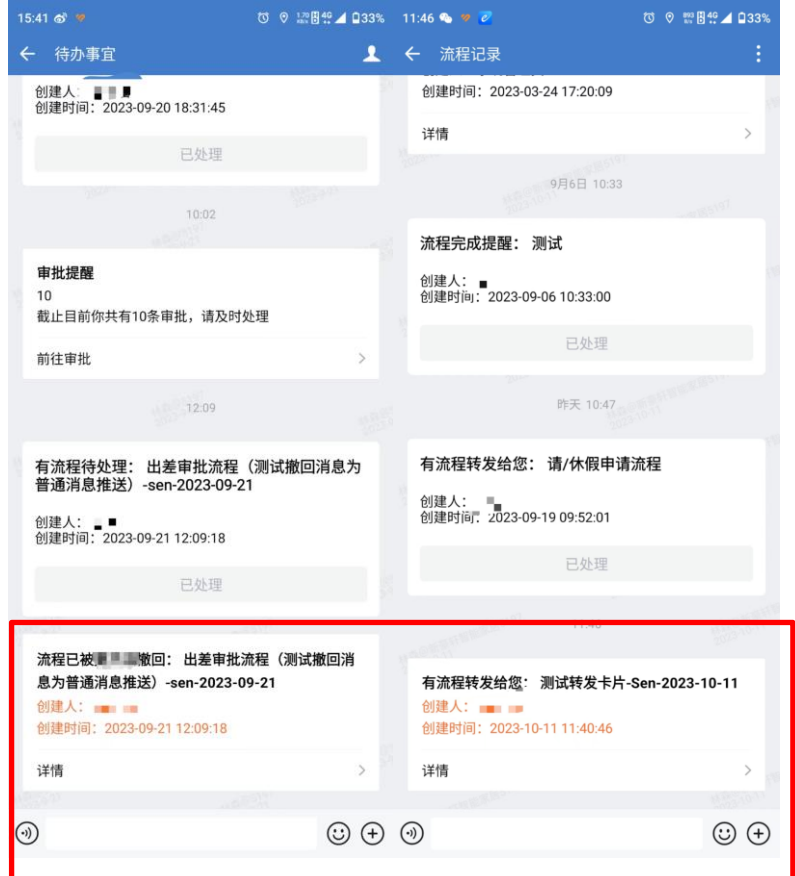 15:41
1.70 KB/s 4G 33%
待办事宜
创建人:
创建时间：2023-09-20 18:31:45
已处理
10:02
审批提醒
10
截止目前你共有10条审批，请及时处理
前往审批
12:09
有流程待处理： 出差审批流程（测试撤回消息为
普通消息推送）-sen-2023-09-21
创建人：
创建时间：2023-09-21 12:09:18
已处理
流程已被 撤回： 出差审批流程（测试撤回消
息为普通消息推送）-sen-2023-09-21
创建人：
创建时间：2023-09-21 12:09:18
详情
11:46
893 B/s 4G 33%
流程记录
创建时间：2023-03-24 17:20:09
详情
9月6日 10:33
流程完成提醒： 测试
创建人：
创建时间：2023-09-06 10:33:00
已处理
昨天 10:47
有流程转发给您： 请/休假申请流程
创建人：
创建时间：2023-09-19 09:52:01
已处理
有流程转发给您： 测试转发卡片-Sen-2023-10-11
创建人：
创建时间：2023-10-11 11:40:46
详情